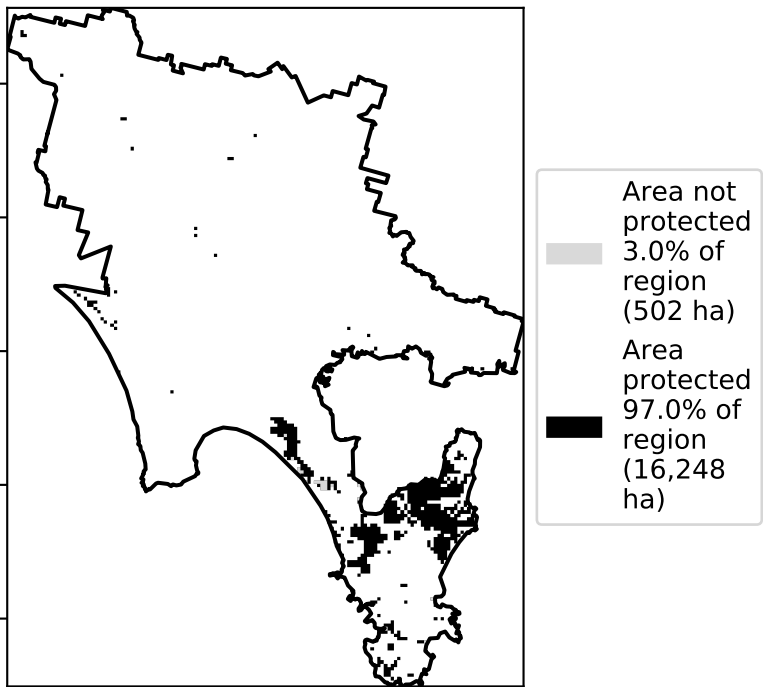 Area not
protected
3.0% of
region
(502 ha)
Area
protected
97.0% of
region
(16,248
ha)